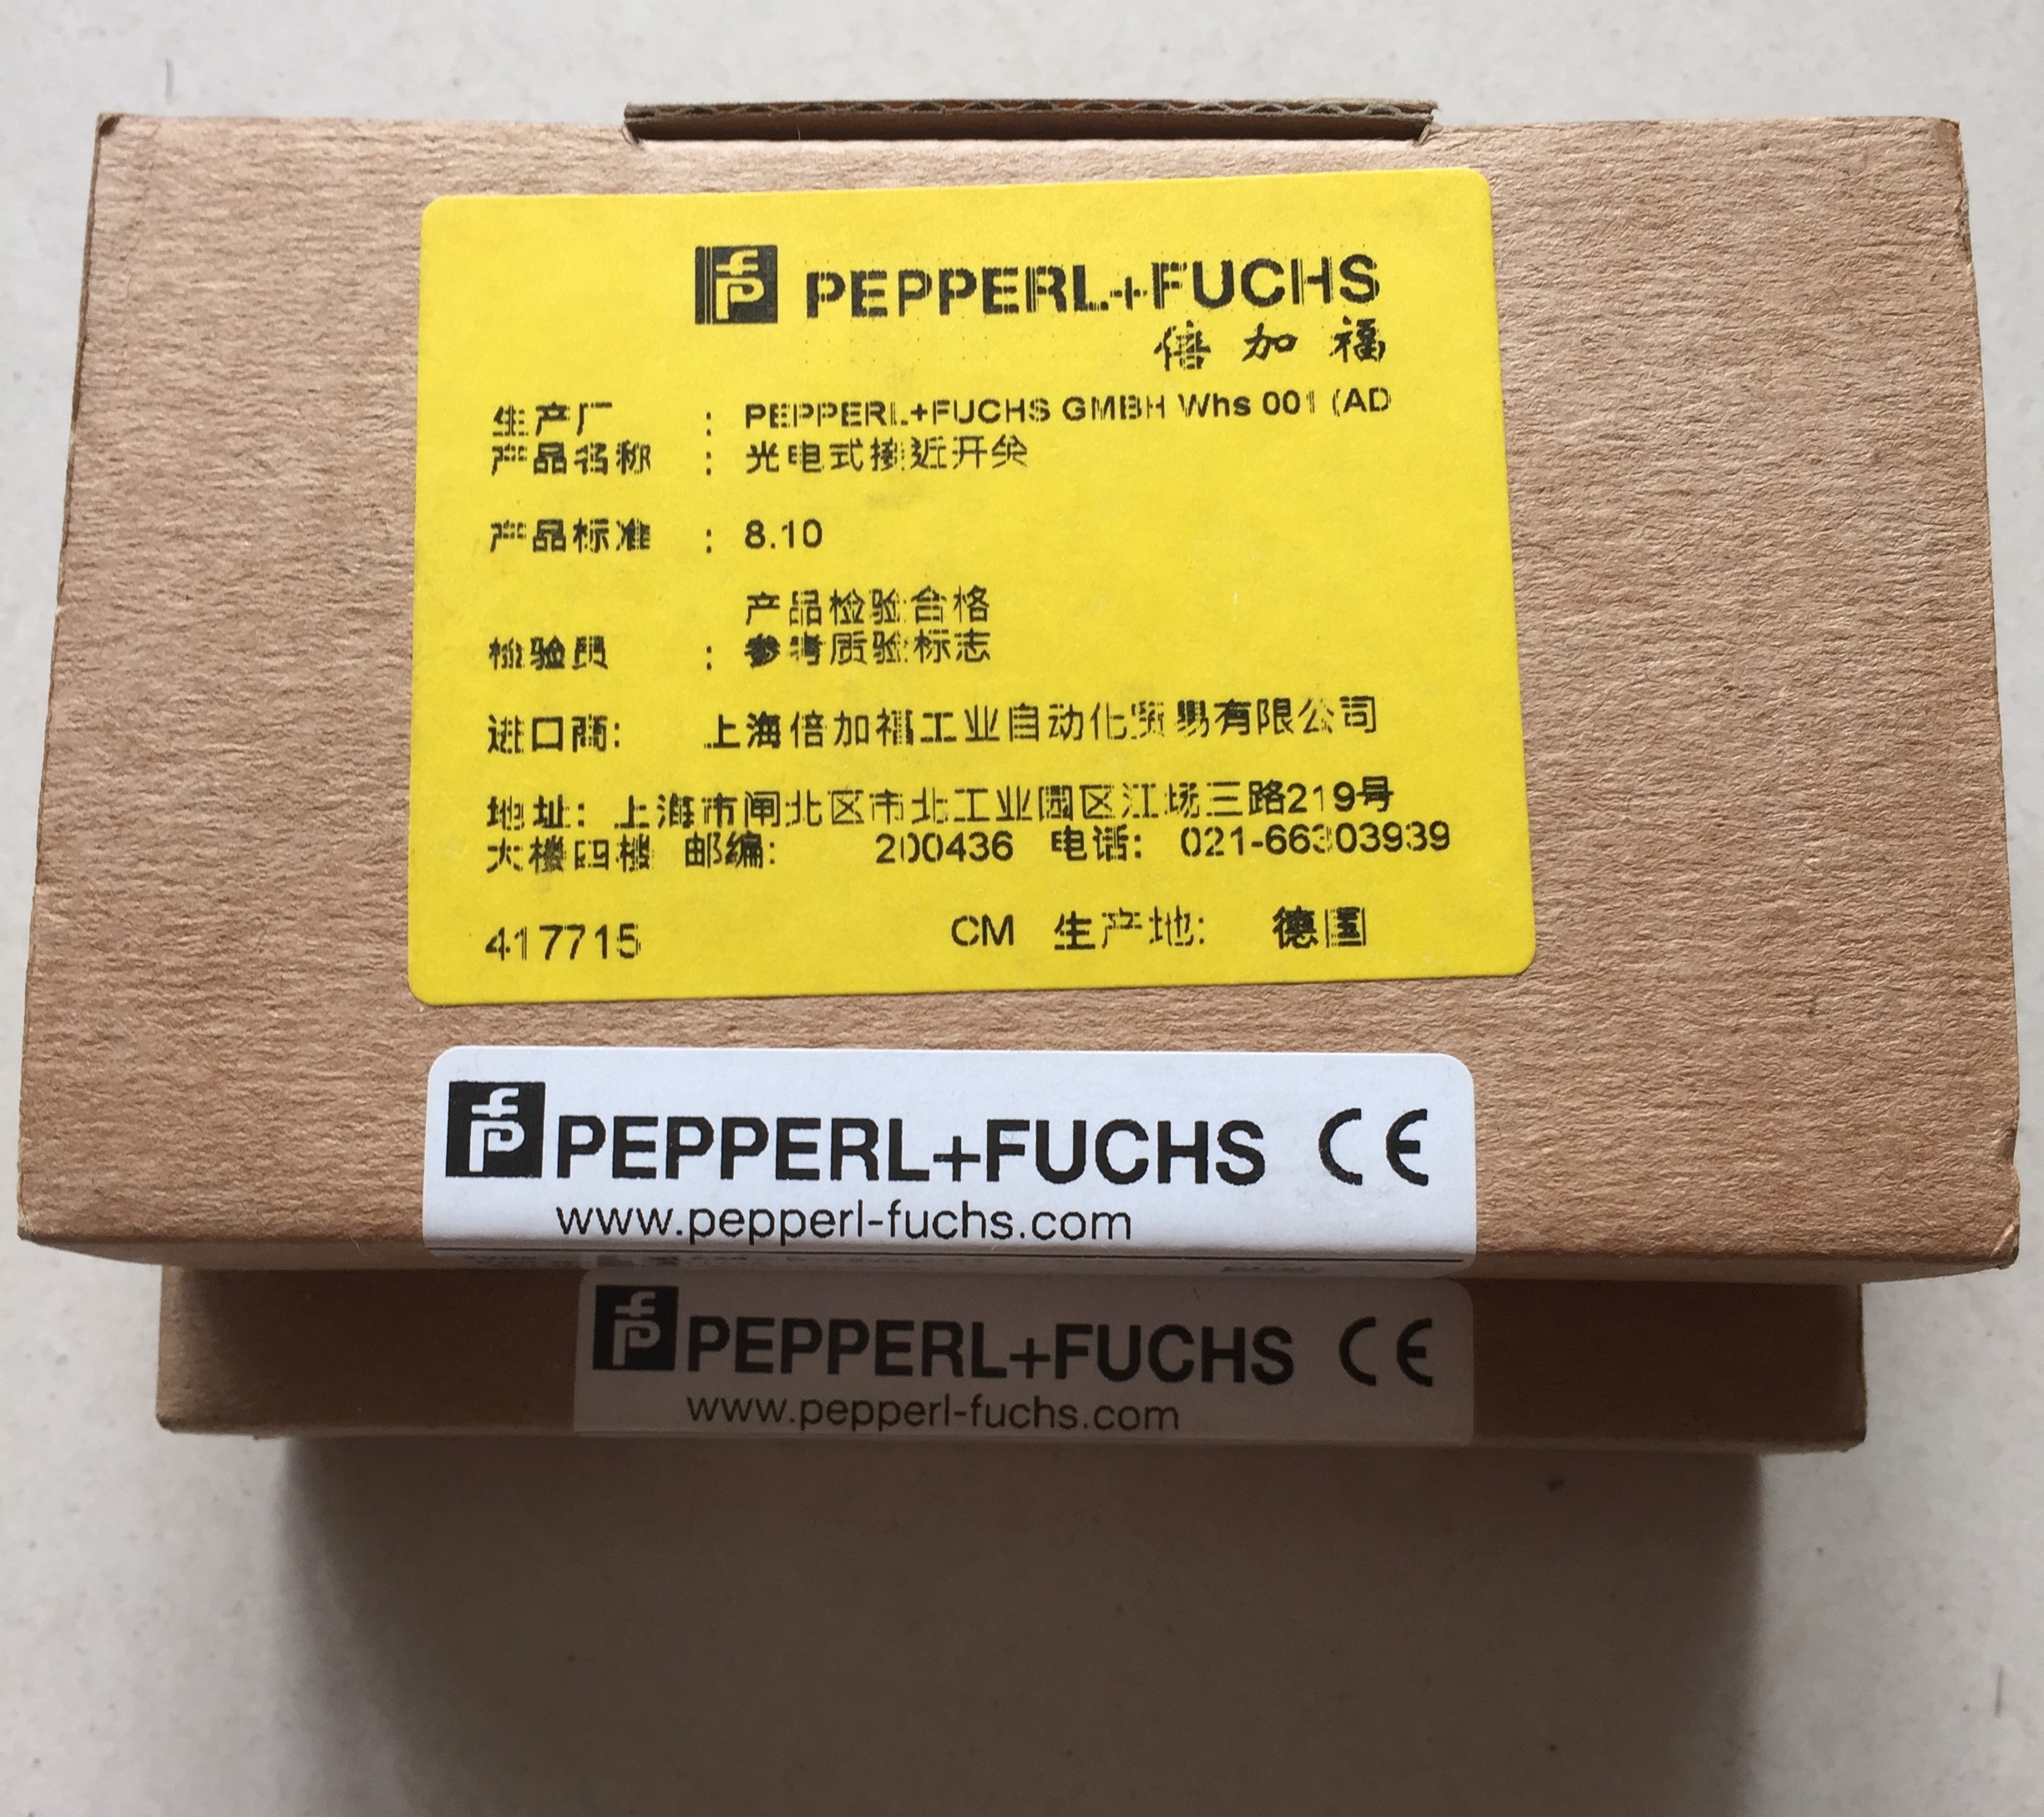 PEPPERL+FUCHS
倍加福
生产厂 : PEPPERL+FUCHS GMBH Whs 001 (AD
产品名称 : 光电式接近开关
产品标准 : 8.10
产品检验合格
检验员 : 参考质验标志
进口商: 上海倍加福工业自动化贸易有限公司
地址: 上海市闸北区市北工业园区江场三路219号
大楼四楼 邮编: 200436 电话: 021-66303939
417715 CM 生产地: 德国
PEPPERL+FUCHS CE
www.pepperl-fuchs.com
PEPPERL+FUCHS CE
www.pepperl-fuchs.com